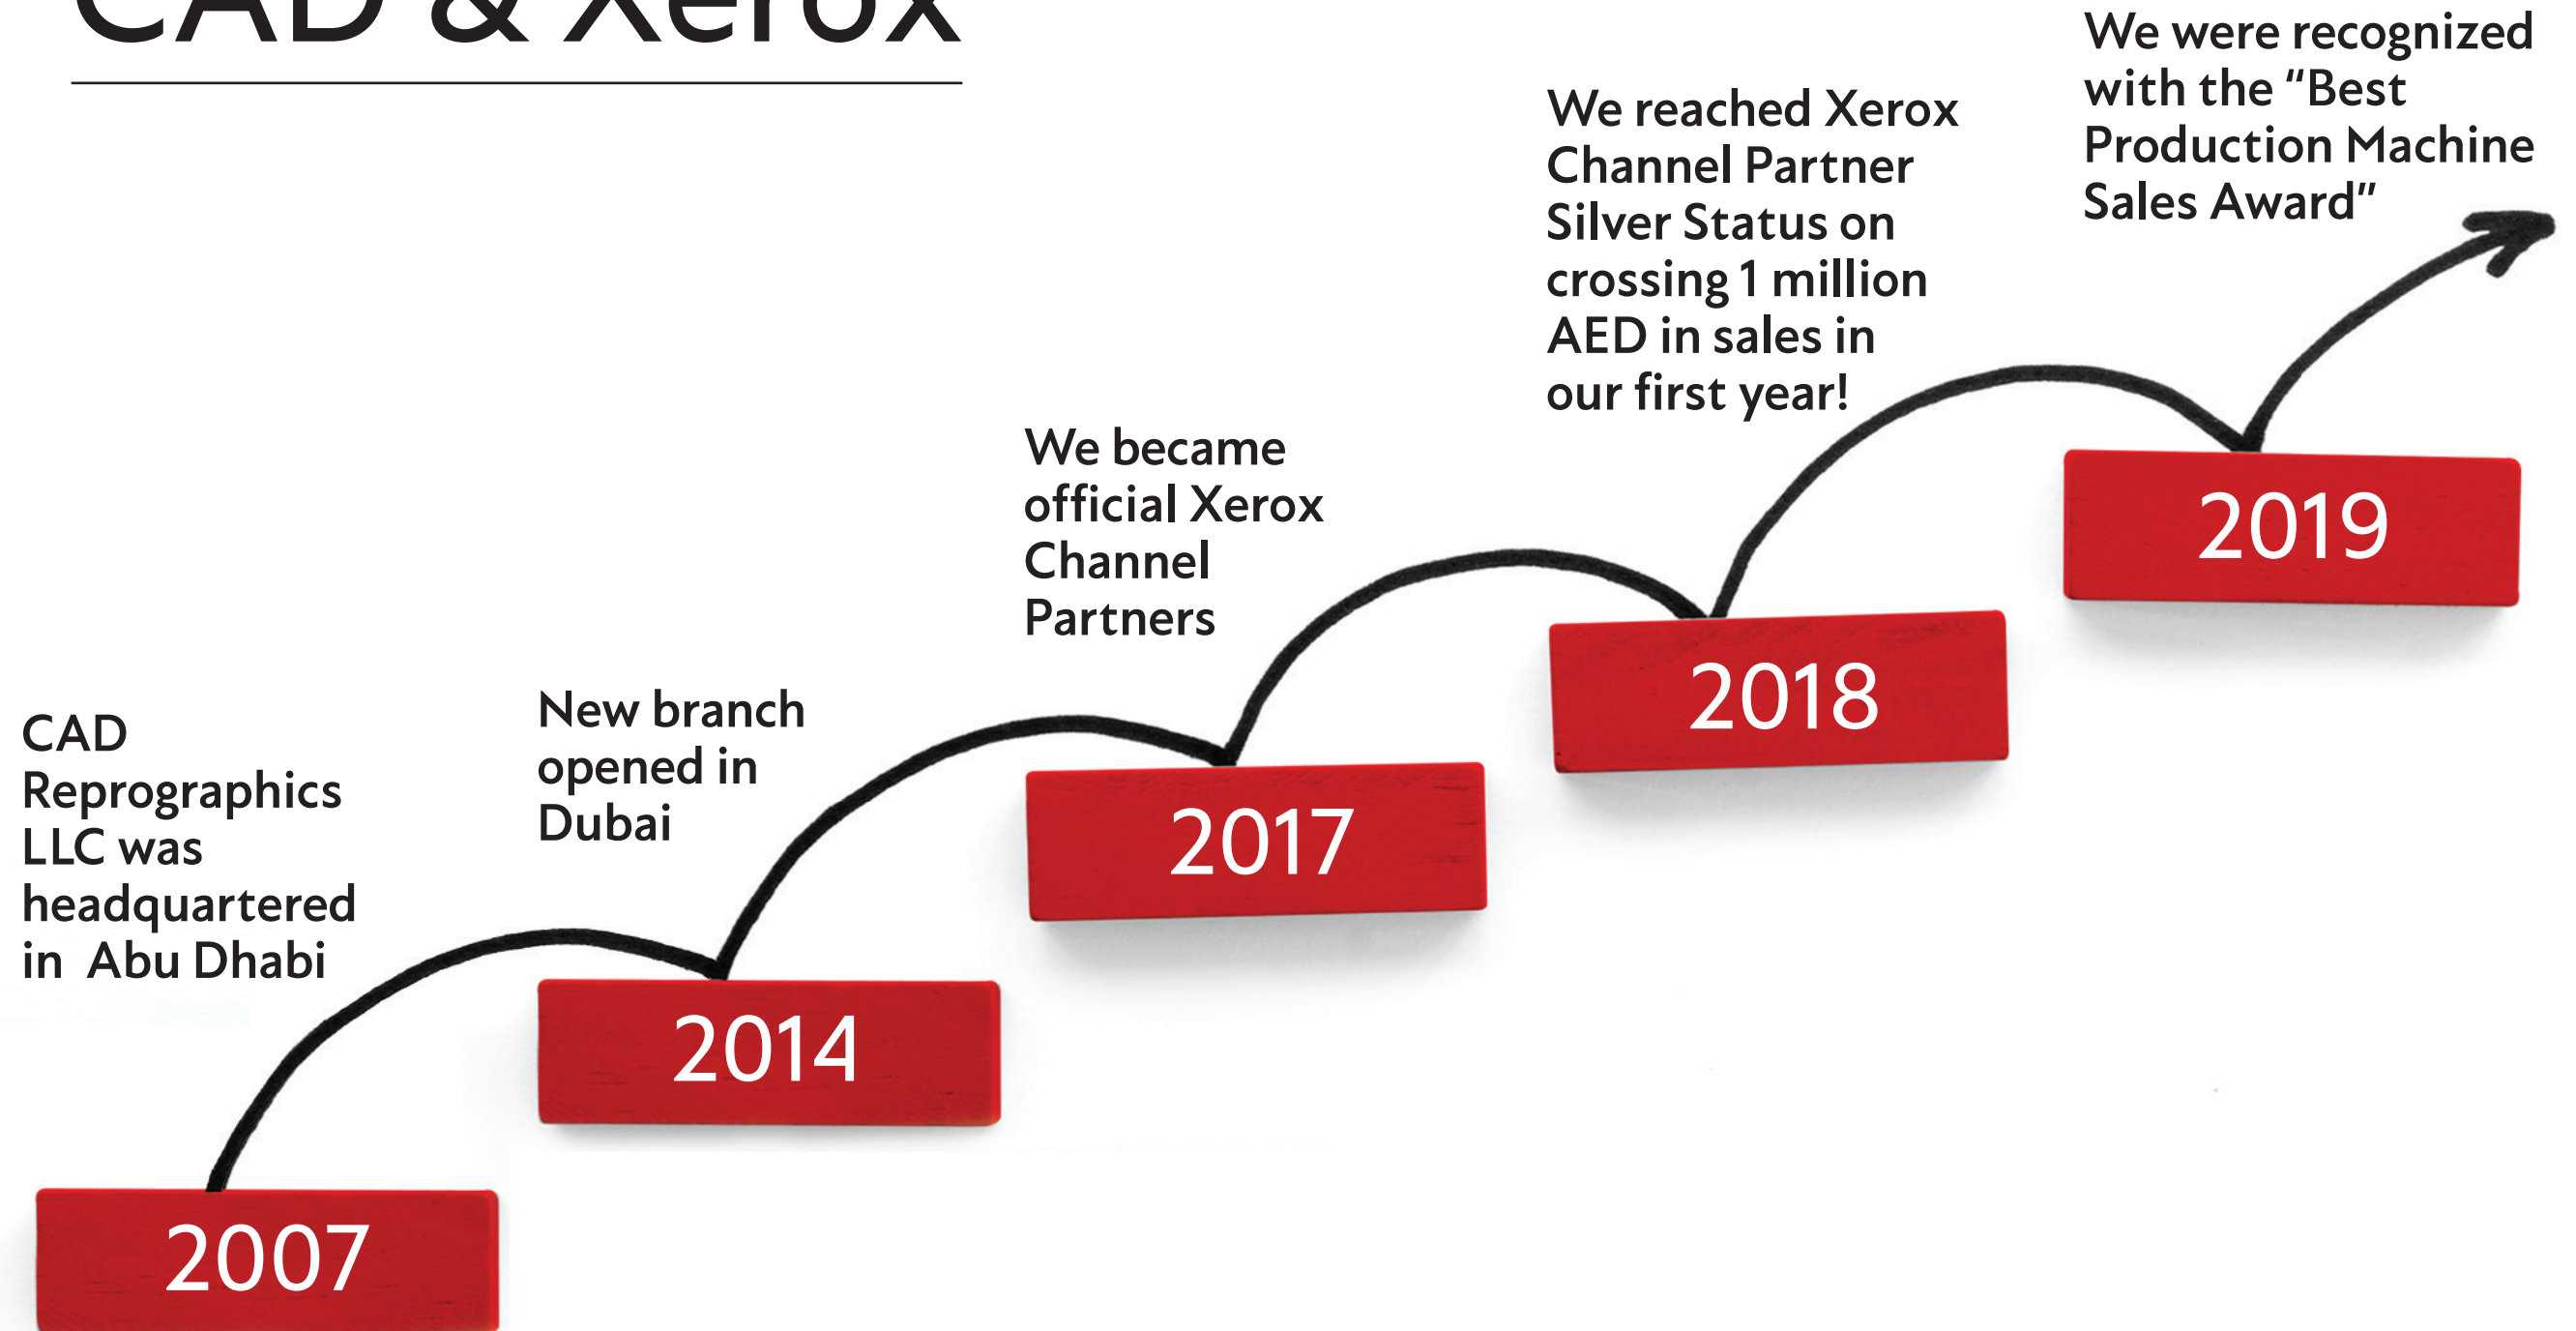 CAD & Xerox
We were recognized
with the “Best
Production Machine
Sales Award”
We reached Xerox
Channel Partner
Silver Status on
crossing 1 million
AED in sales in
our first year!
We became
official Xerox
Channel
Partners
New branch
opened in
Dubai
CAD
Reprographics
LLC was
headquartered
in  Abu Dhabi
2019
2018
2017
2014
2007